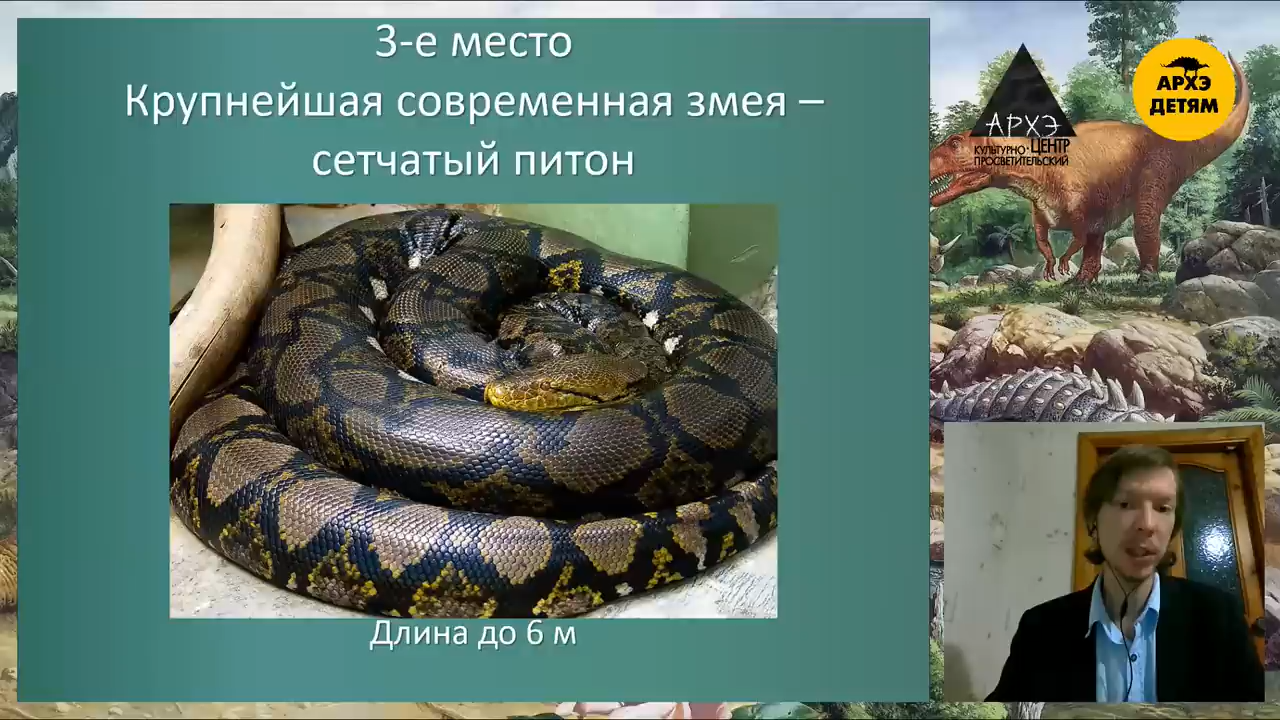 3-е место
Крупнейшая современная змея –
сетчатый питон
Длина до 6 м
АРХЭ
КУЛЬТУРНО-ЦЕНТР
ПРОСВЕТИТЕЛЬСКИЙ
АРХЭ
ДЕТЯМ